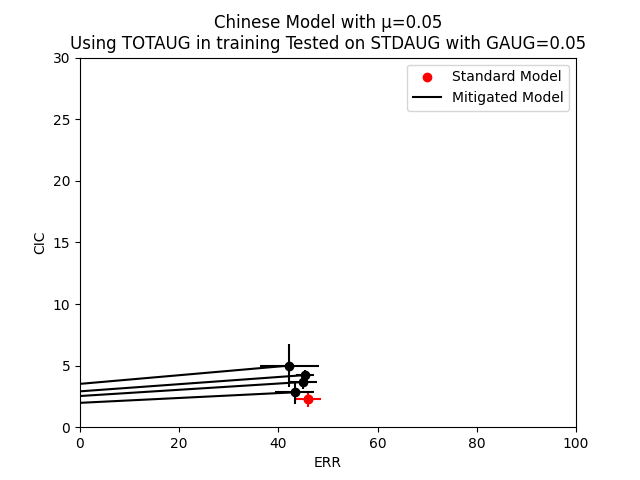 Chinese Model with μ=0.05
Using TOTAUG in training Tested on STDAUG with GAUG=0.05
Standard Model
Mitigated Model
30
25
20
15
10
5
0
CIC
0 20 40 60 80 100
ERR